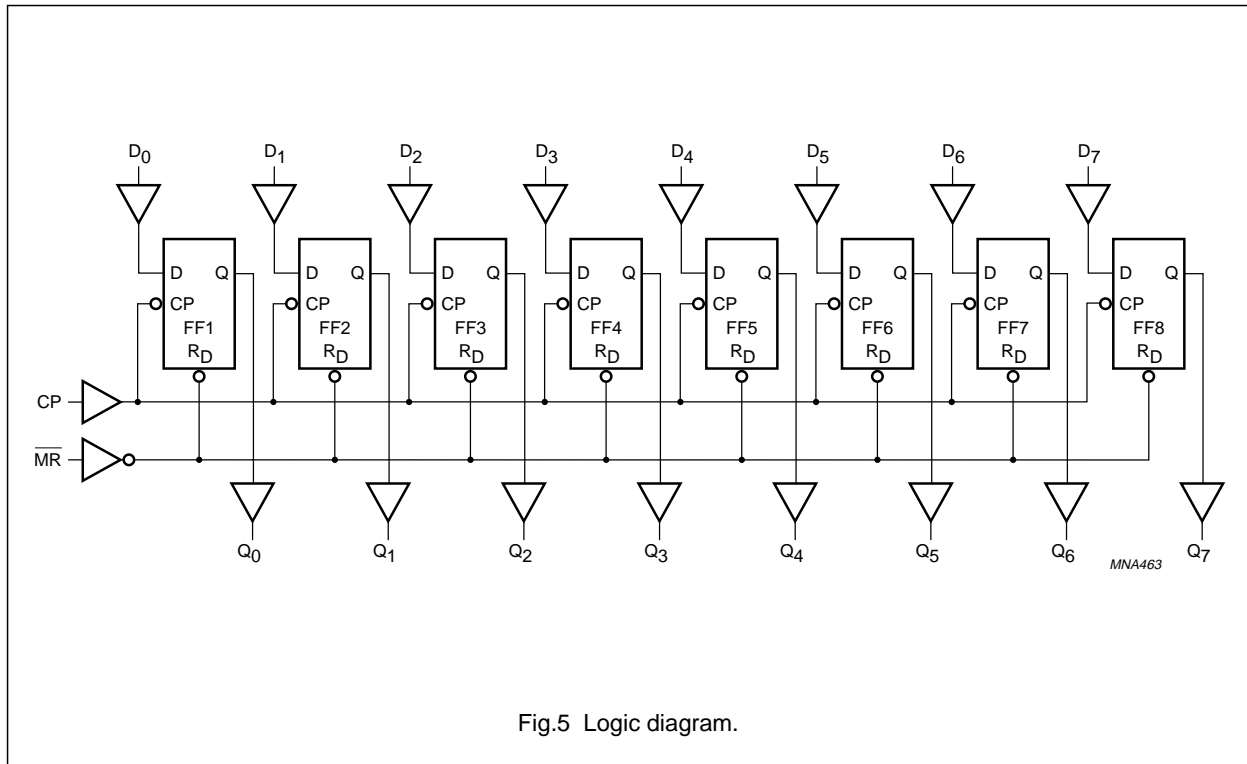 D0 D1 D2 D3 D4 D5 D6 D7
D Q D Q D Q D Q D Q D Q D Q D Q
CP CP CP CP CP CP CP CP
FF1 FF2 FF3 FF4 FF5 FF6 FF7 FF8
RD RD RD RD RD RD RD RD
CP
MR
Q0 Q1 Q2 Q3 Q4 Q5 Q6 Q7
MNA463
Fig.5 Logic diagram.